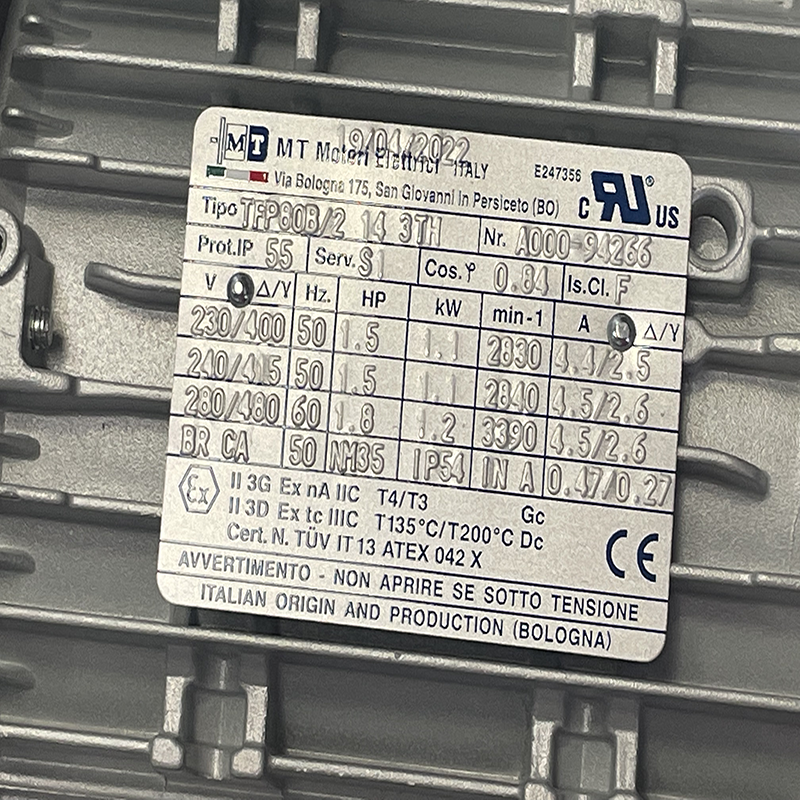 19/04/2022
MT MT Motori Elettrici ITALY E247356
Via Bologna 175, San Giovanni in Persiceto (BO) C RU ® US
Tipo TFP80B/2 14 3TH Nr. A000-94266
Prot.IP 55 Serv. S1 Cos.φ 0.84 Is.Cl. F
V Δ/Y Hz. HP kW min-1 A Δ/Y
230/400 50 1.5 1.1 2830 4.4/2.5
240/415 50 1.5 1.1 2840 4.5/2.6
280/480 60 1.8 1.2 3390 4.5/2.6
BR CA 50 NM35 IP54 IN A 0.47/0.27
Ex II 3G Ex nA IIC T4/T3 Gc
II 3D Ex tc IIIC T135°C/T200°C Dc
Cert. N. TÜV IT 13 ATEX 042 X CE
AVVERTIMENTO - NON APRIRE SE SOTTO TENSIONE
ITALIAN ORIGIN AND PRODUCTION (BOLOGNA)